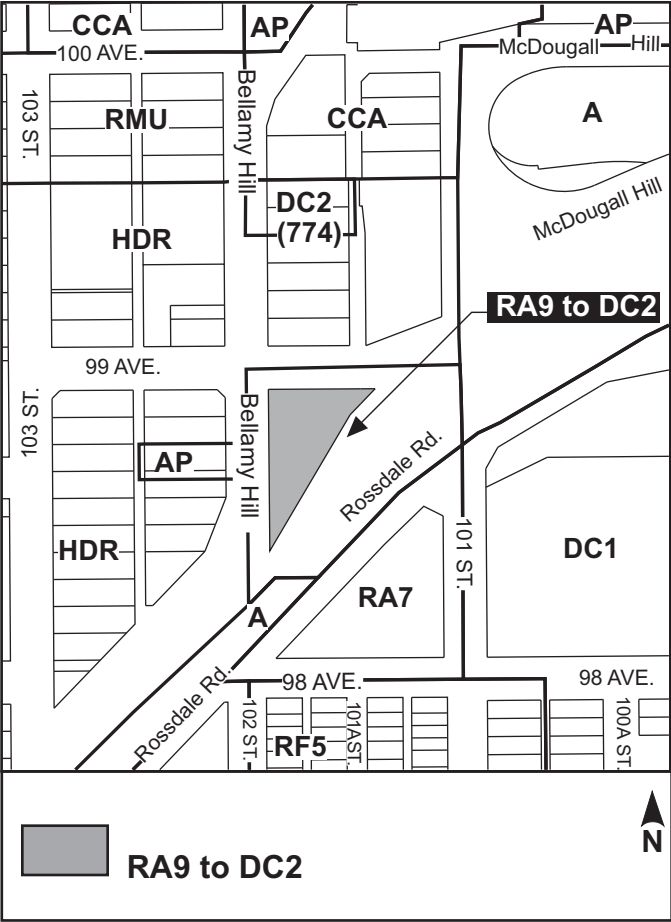 CCA
AP
AP
100 AVE.
McDougall Hill
103 ST.
RMU
Bellamy Hill
CCA
A
McDougall Hill
DC2
(774)
HDR
RA9 to DC2
99 AVE.
103 ST.
Bellamy Hill
AP
Rossdale Rd.
HDR
101 ST.
DC1
RA7
A
Rossdale Rd.
98 AVE.
98 AVE.
102 ST.
RF5
101A ST.
100A ST.
RA9 to DC2
N